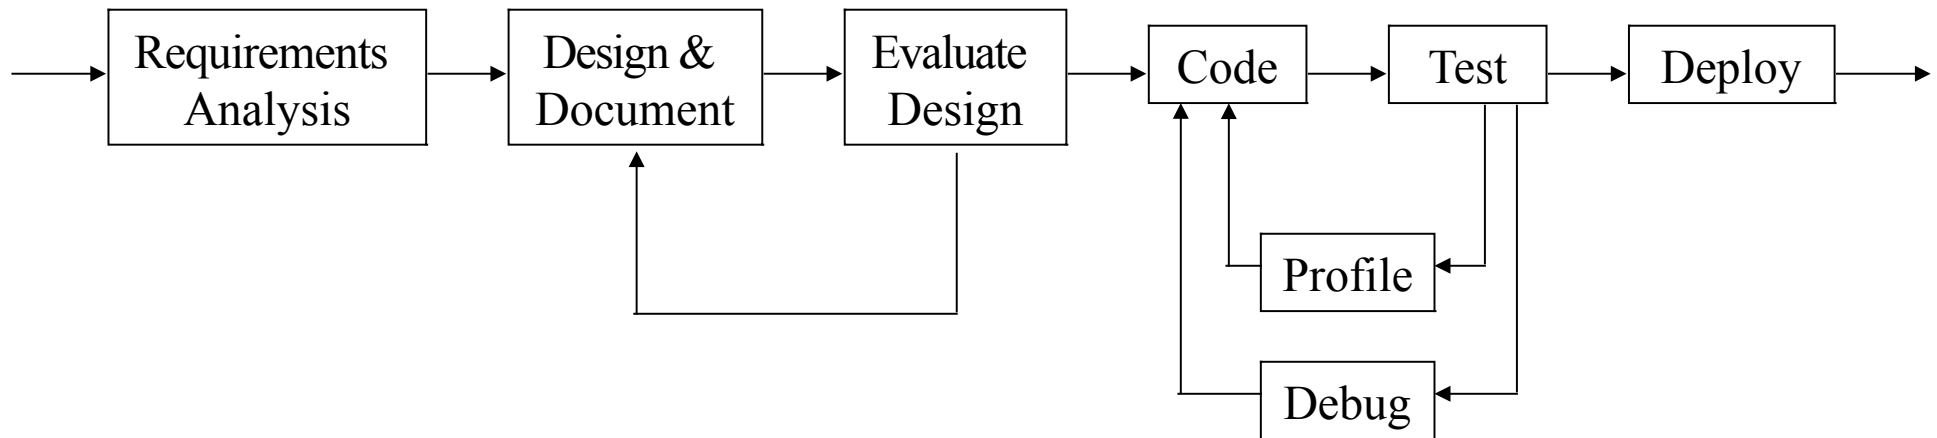 Requirements
Analysis
Design &
Document
Evaluate
Design
Code
Test
Deploy
Profile
Debug